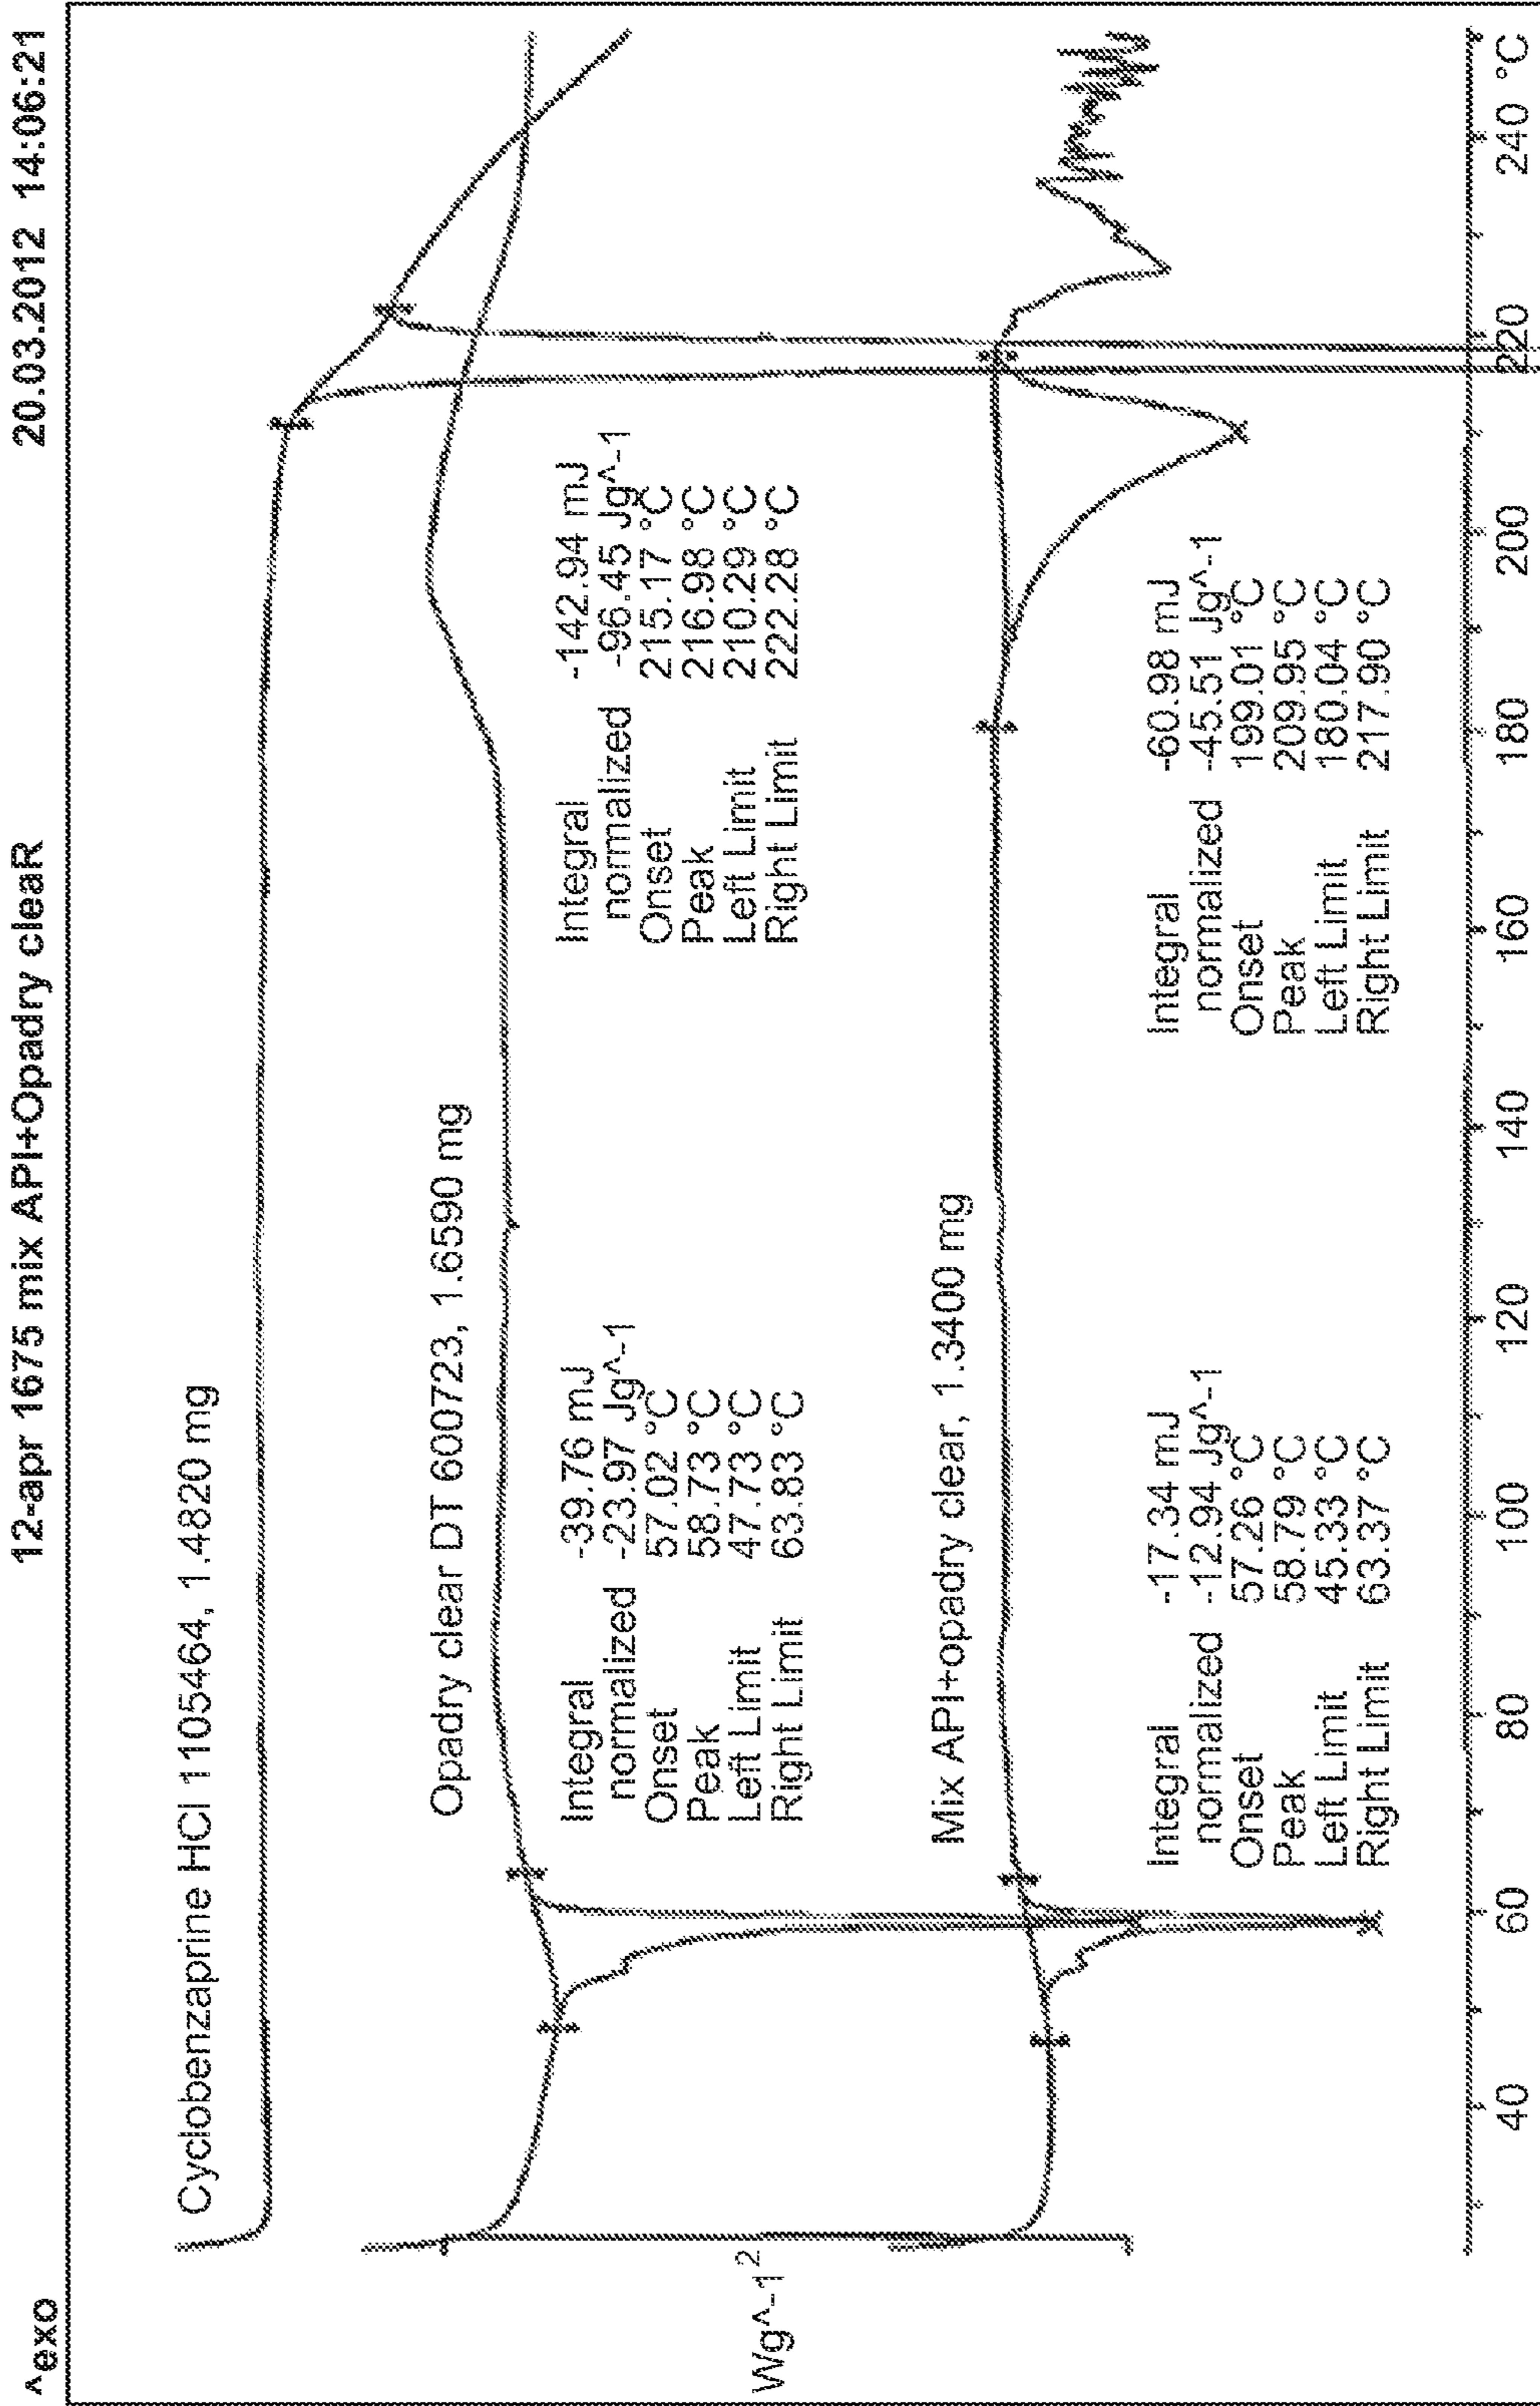 ^exo
12-apr 1675 mix API+Opadry cleaR
20.03.2012 14:06:21
Cyclobenzaprine HCl 1105464, 1.4820 mg
Opadry clear DT 600723, 1.6590 mg
Integral -142.94 mJ
normalized -96.45 Jg^-1
Onset 215.17 °C
Peak 216.98 °C
Left Limit 210.29 °C
Right Limit 222.28 °C
Integral -39.76 mJ
normalized -23.97 Jg^-1
Onset 57.02 °C
Peak 58.73 °C
Left Limit 47.73 °C
Right Limit 63.83 °C
2
Wg^-1
Mix API+opadry clear, 1.3400 mg
Integral -17.34 mJ
normalized -12.94 Jg^-1
Onset 57.26 °C
Peak 58.79 °C
Left Limit 45.33 °C
Right Limit 63.37 °C
Integral -60.98 mJ
normalized -45.51 Jg^-1
Onset 199.01 °C
Peak 209.95 °C
Left Limit 180.04 °C
Right Limit 217.90 °C
40 60 80 100 120 140 160 180 200 220 240 °C